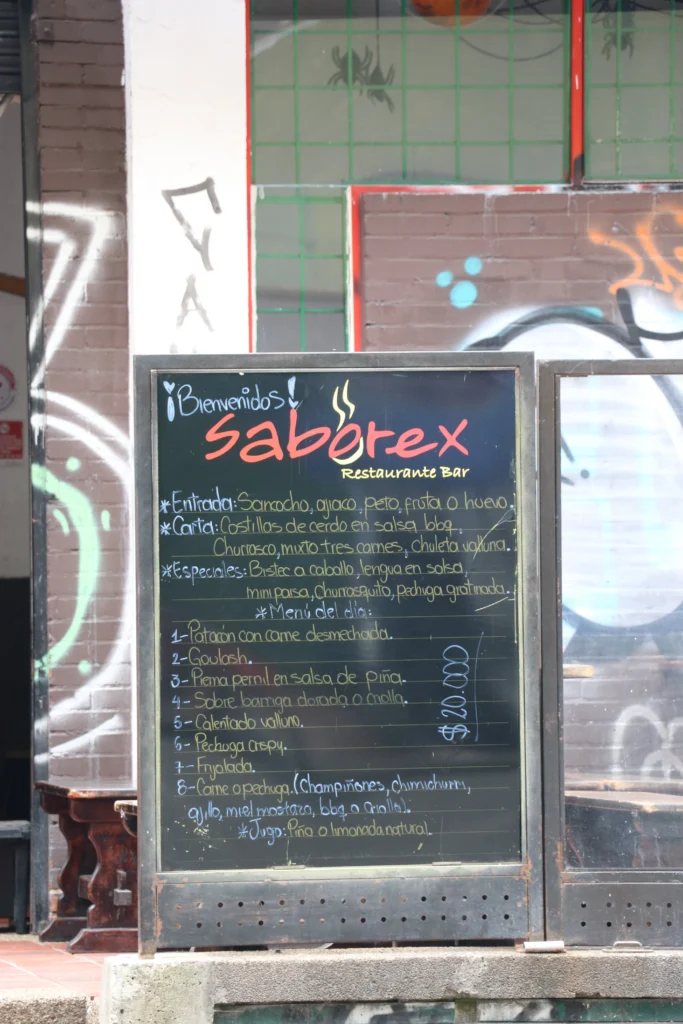 ¡Bienvenidos!
Saborex
Restaurante Bar
*Entrada: Sancocho, ajiaco, peto, fruta o huevo.
*Carta: Costillas de cerdo en salsa bbq.
Churrasco, mixto tres carnes, chuleta valluna.
*Especiales: Bistec a caballo, lengua en salsa,
mini paisa, churrasquito, pechuga gratinada.
*Menú del día:
1- Patacón con carne desmechada.
2- Goulash.
3- Pierna pernil en salsa de piña.
4- Sobre barriga dorada o criolla.
5- Calentado valluno.
6- Pechuga crispy.
7- Frijolada.
8- Carne o pechuga. (Champiñones, chimichurri,
ajillo, miel mostaza, bbq o criolla).
*Jugo: Piña o limonada natural.
$20.000